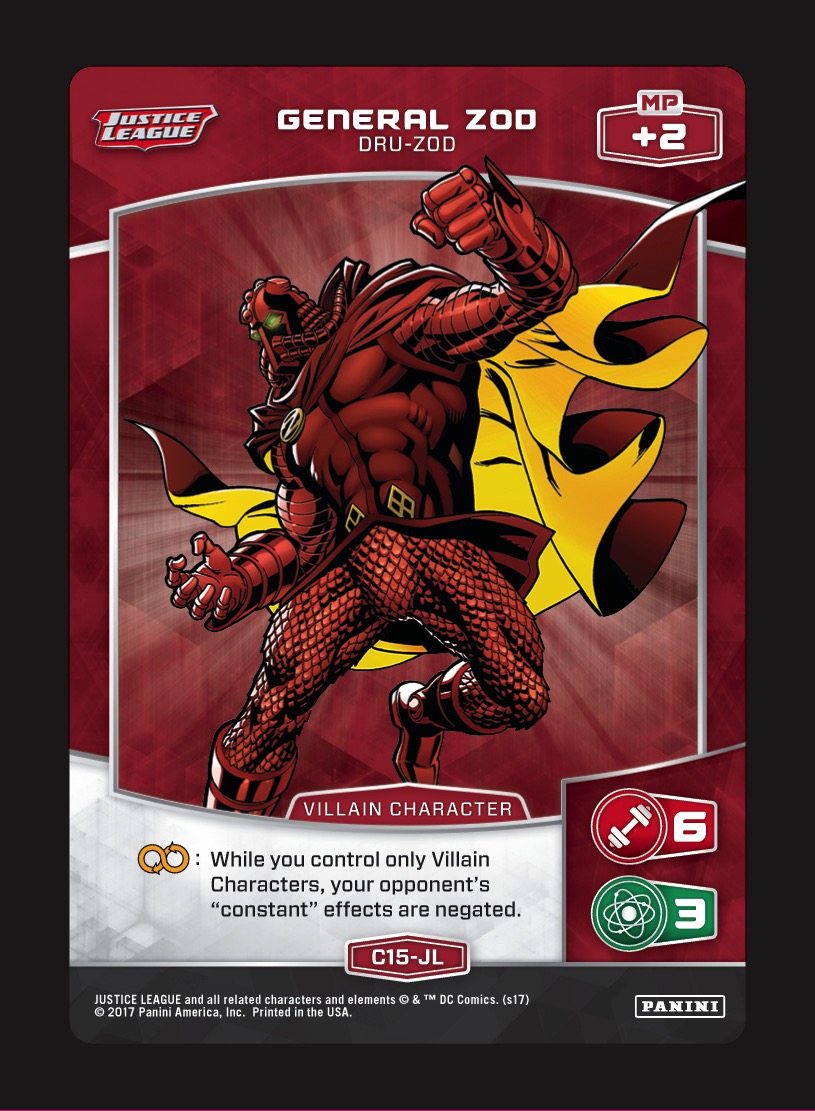 JUSTICE
LEAGUE
GENERAL ZOD
DRU-ZOD
MP
+2
VILLAIN CHARACTER
: While you control only Villain
Characters, your opponent's
“constant” effects are negated.
6
3
C15-JL
JUSTICE LEAGUE and all related characters and elements © & ™ DC Comics. (s17)
© 2017 Panini America, Inc. Printed in the USA.
PANINI